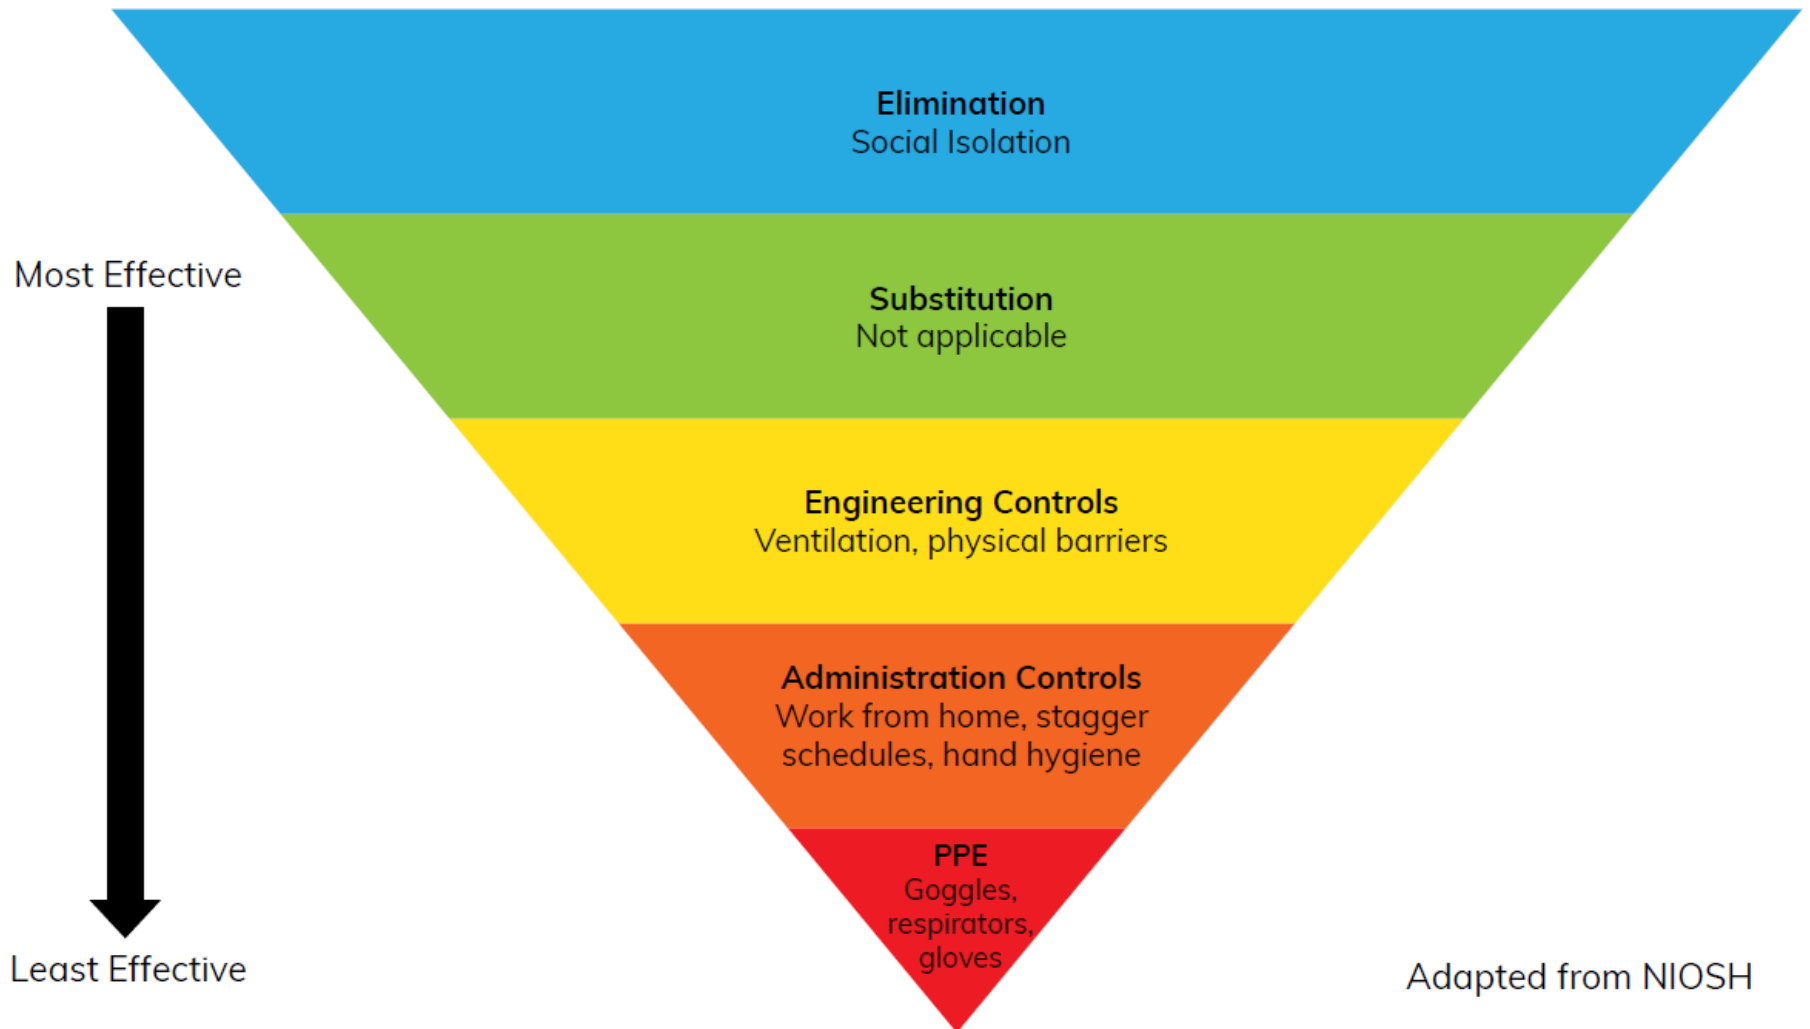 Elimination
Social Isolation
Most Effective
Substitution
Not applicable
Engineering Controls
Ventilation, physical barriers
Administration Controls
Work from home, stagger
schedules, hand hygiene
PPE
Goggles,
respirators,
gloves
Least Effective
Adapted from NIOSH